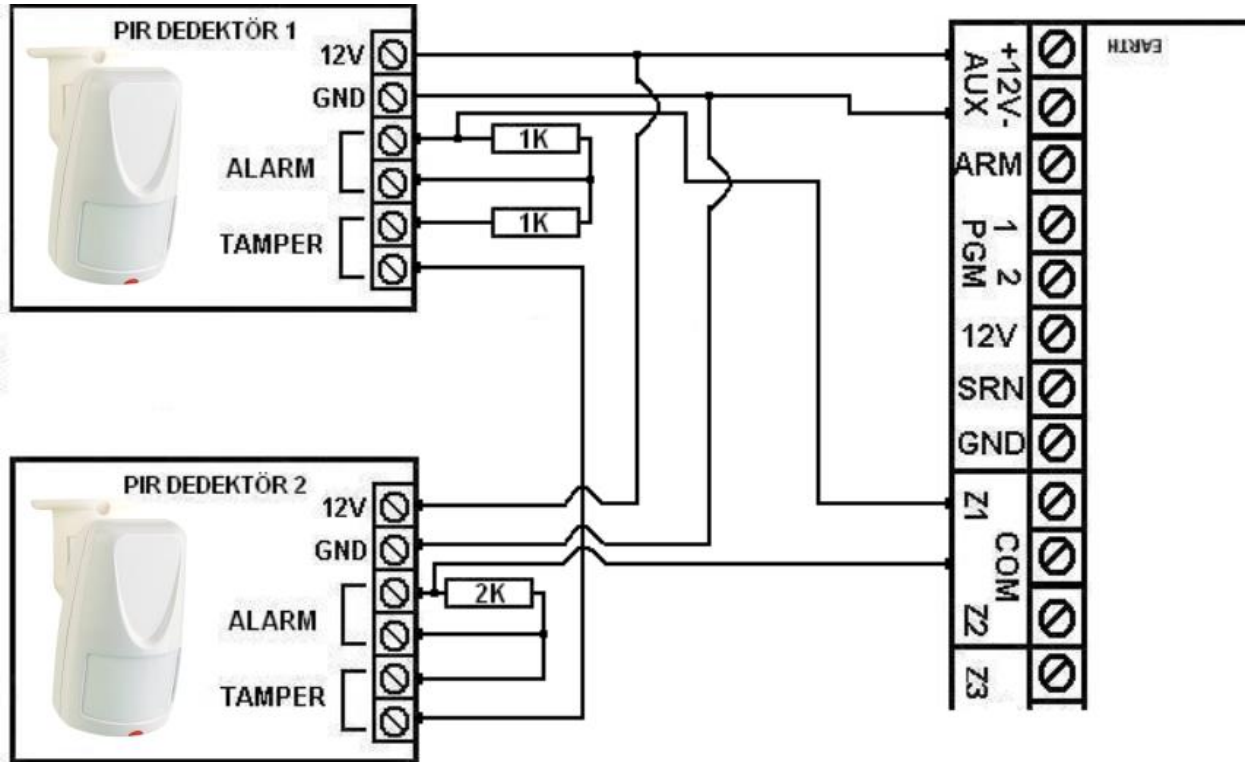 PIR DEDEKTÖR 1
12V
GND
ALARM
TAMPER
1K
1K
PIR DEDEKTÖR 2
12V
GND
ALARM
TAMPER
2K
EARTH
+12V-
AUX
ARM
1
2
PGM
12V
SRN
GND
Z1
COM
Z2
Z3